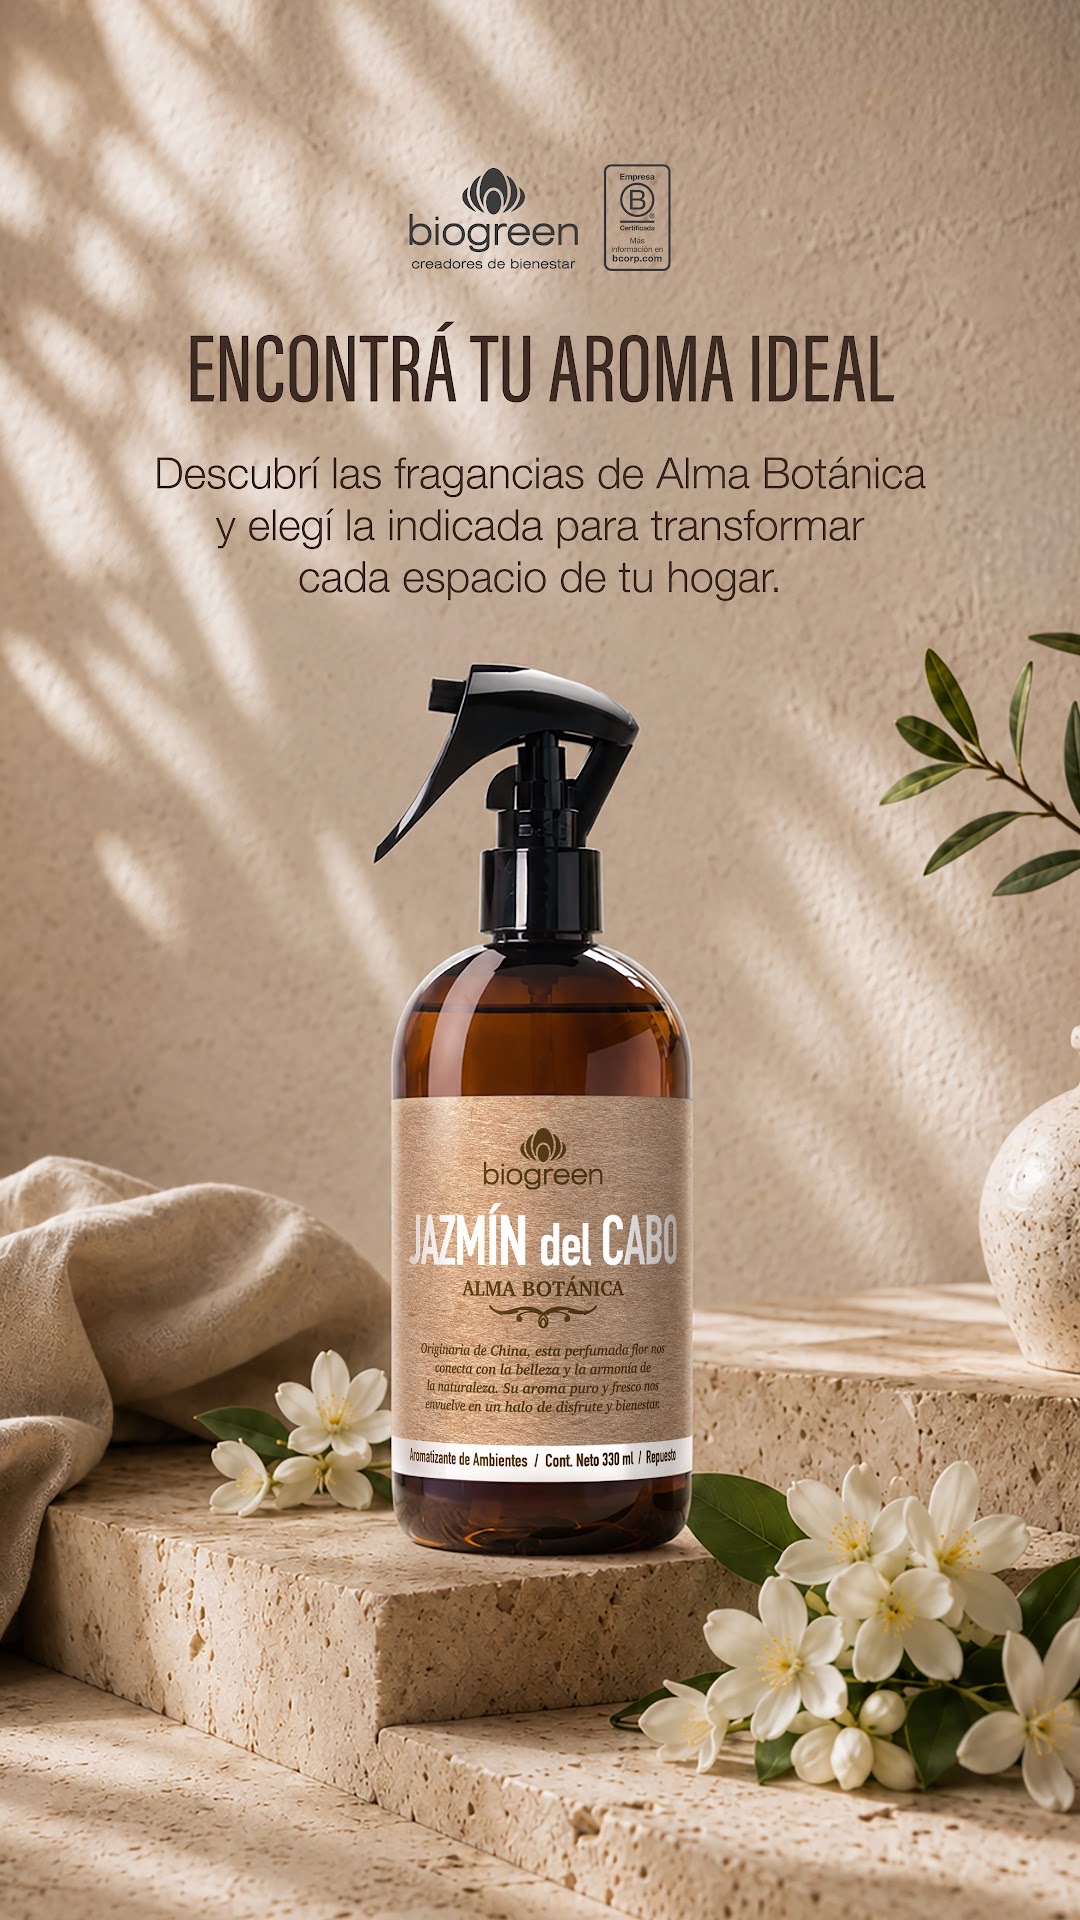 biogreen
creadores de bienestar
Empresa
B
®
Certificada
Más
información en
bcorp.com
ENCONTRÁ TU AROMA IDEAL
Descubrí las fragancias de Alma Botánica
y elegí la indicada para transformar
cada espacio de tu hogar.
biogreen
JAZMÍN del CABO
ALMA BOTÁNICA
Originaria de China, esta perfumada flor nos
conecta con la belleza y la armonía de
la naturaleza. Su aroma puro y fresco nos
envuelve en un halo de disfrute y bienestar.
Aromatizante de Ambientes / Cont. Neto 330 ml / Repuesto